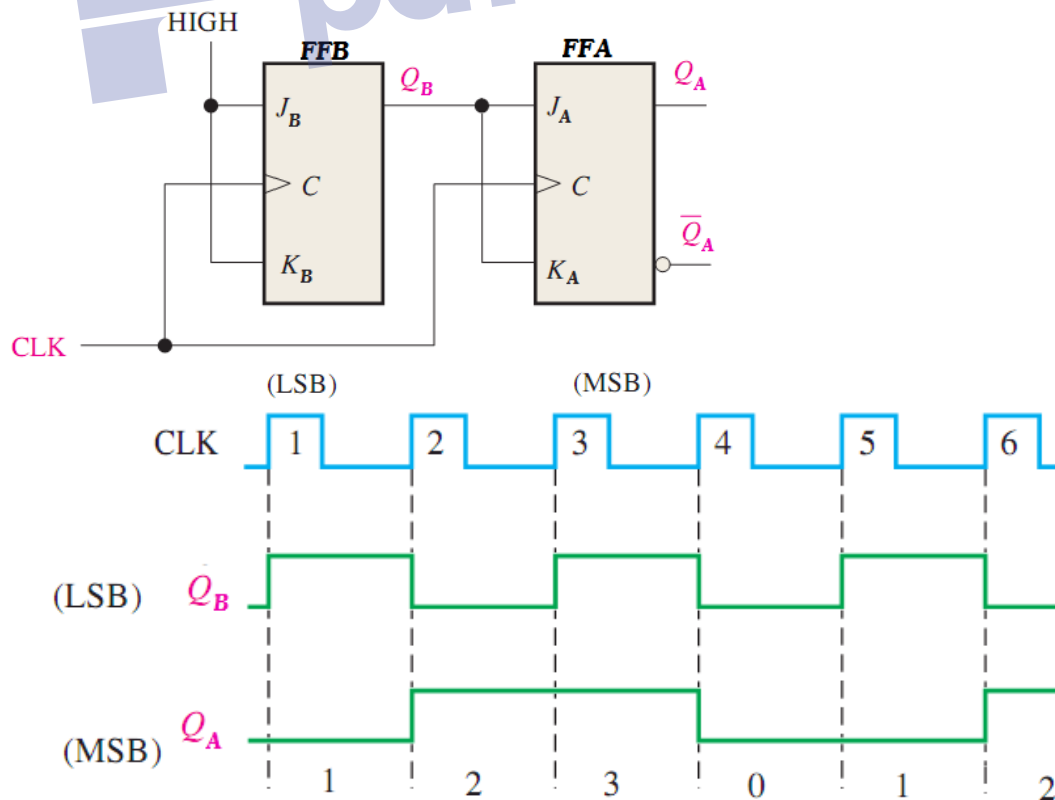 HIGH
FFB
FFA
Q_B
Q_A
J_B
J_A
C
C
Q̅_A
K_B
K_A
CLK
(LSB)
(MSB)
CLK
1
2
3
4
5
6
(LSB)
Q_B
(MSB)
Q_A
1
2
3
0
1
2